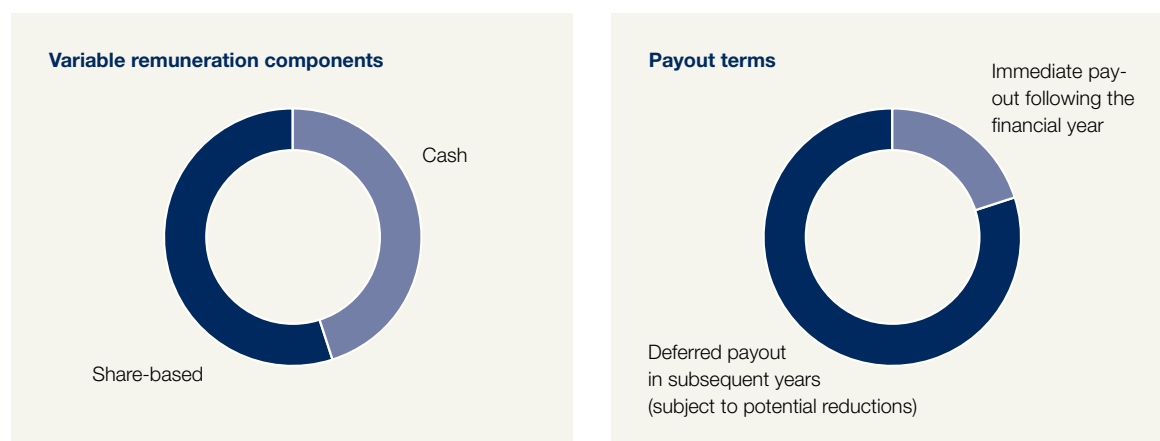 Variable remuneration components
Cash
Share-based
Payout terms
Immediate pay-
out following the
financial year
Deferred payout
in subsequent years
(subject to potential reductions)